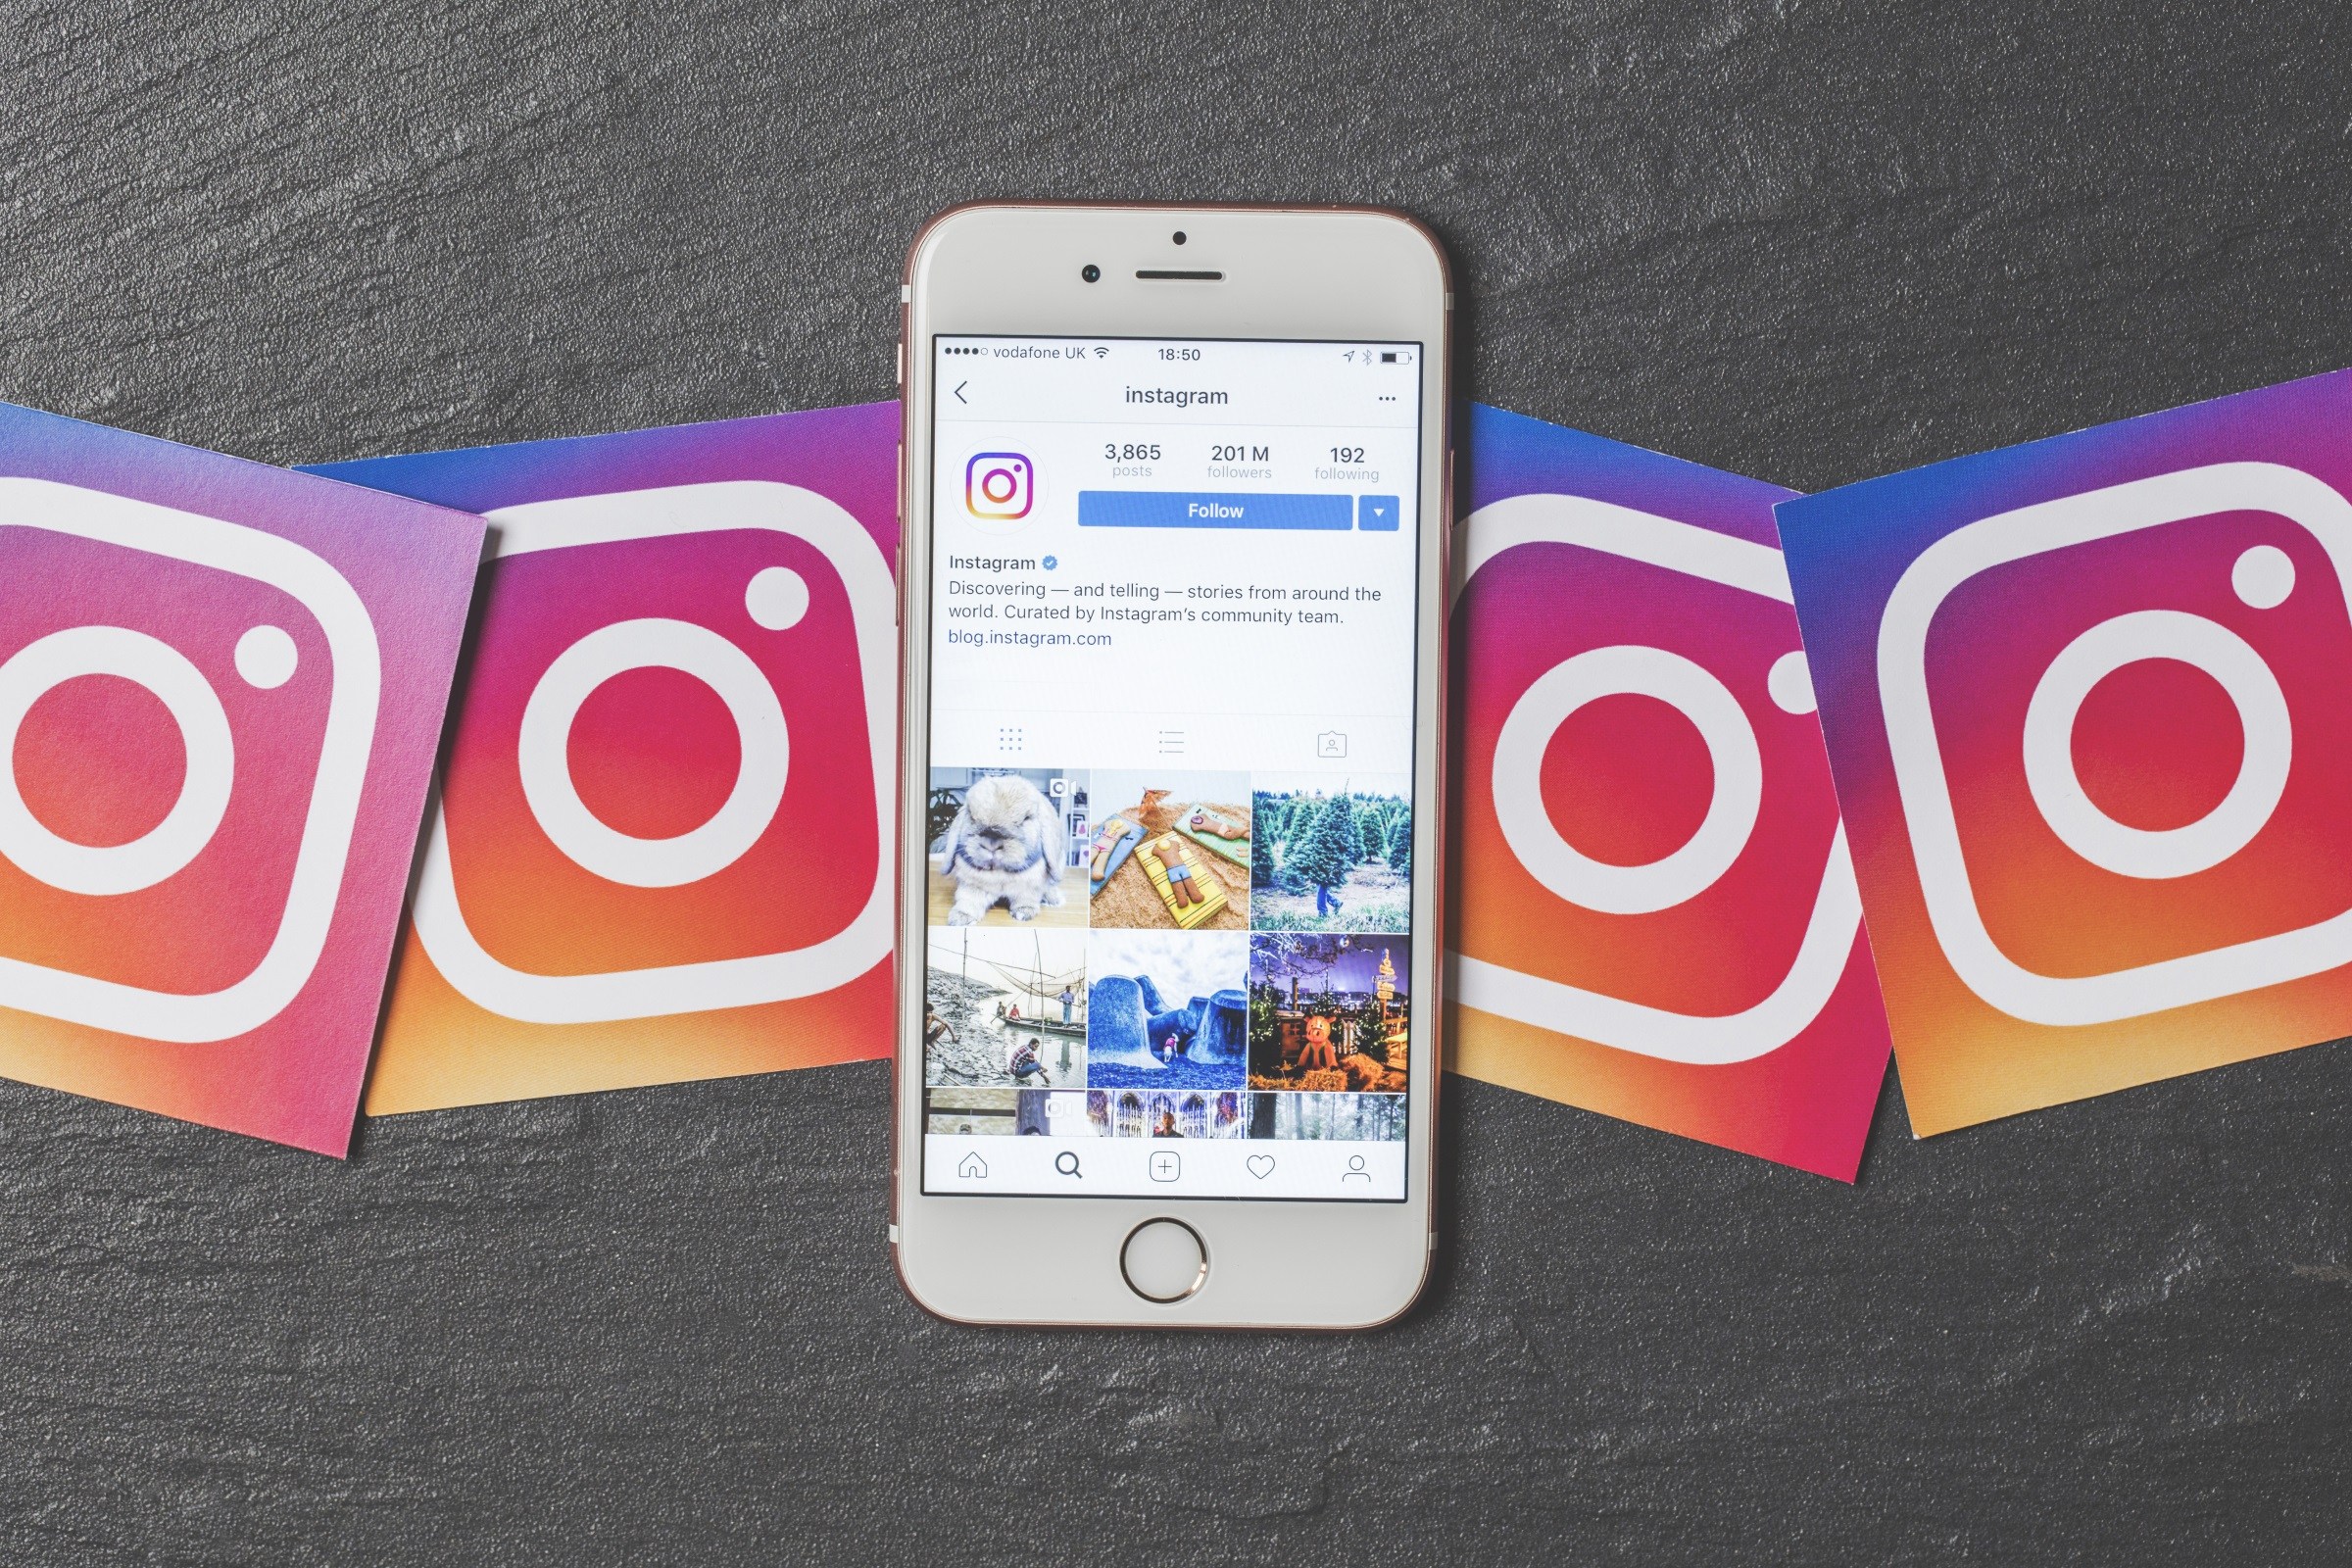 vodafone UK 18:50
instagram
3,865 201 M 192
posts followers following
Follow
Instagram
Discovering — and telling — stories from around the
world. Curated by Instagram's community team.
blog.instagram.com